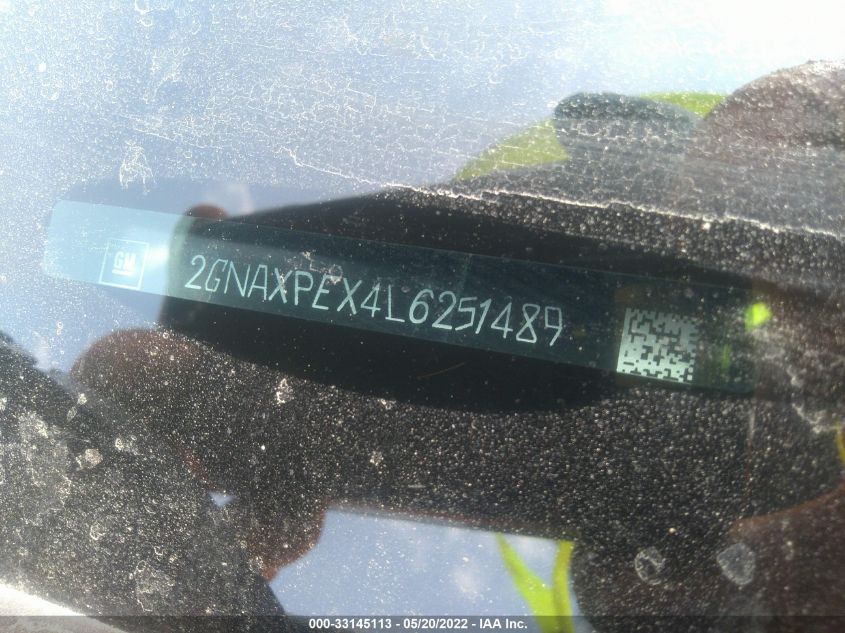 GM
2GNAXPEX4L6251489
000-33145113 - 05/20/2022 - IAA Inc.